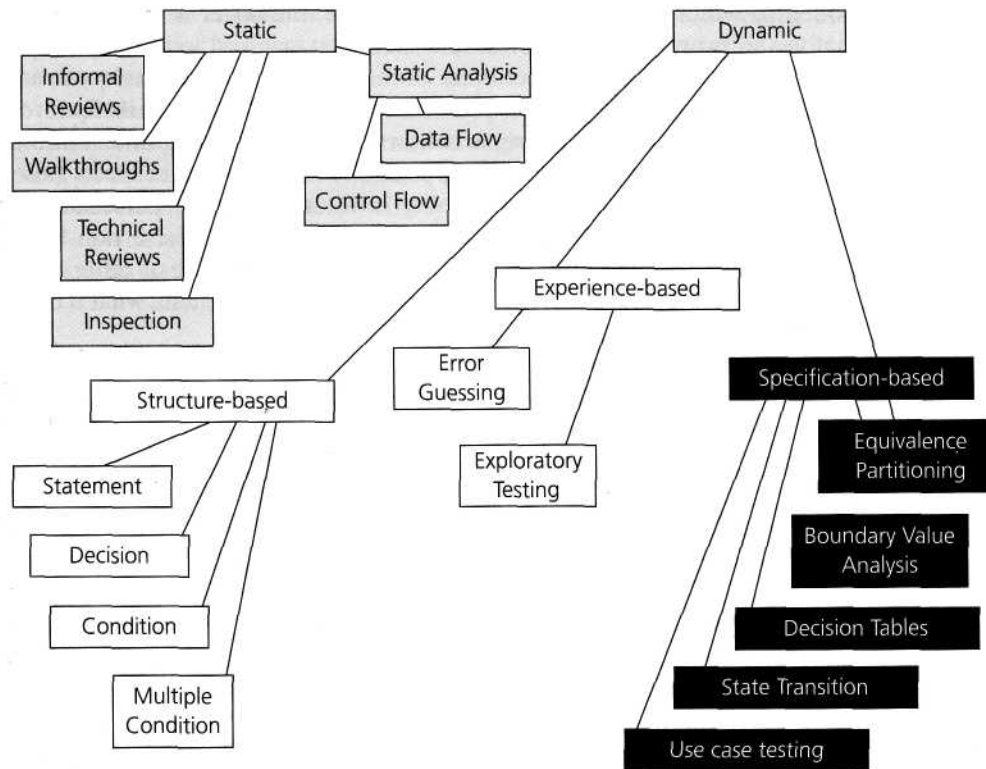 Static
Dynamic
Informal
Reviews
Static Analysis
Data Flow
Walkthroughs
Control Flow
Technical
Reviews
Experience-based
Inspection
Error
Guessing
Specification-based
Structure-based
Equivalence
Partitioning
Exploratory
Testing
Statement
Boundary Value
Analysis
Decision
Condition
Decision Tables
Multiple
Condition
State Transition
Use case testing